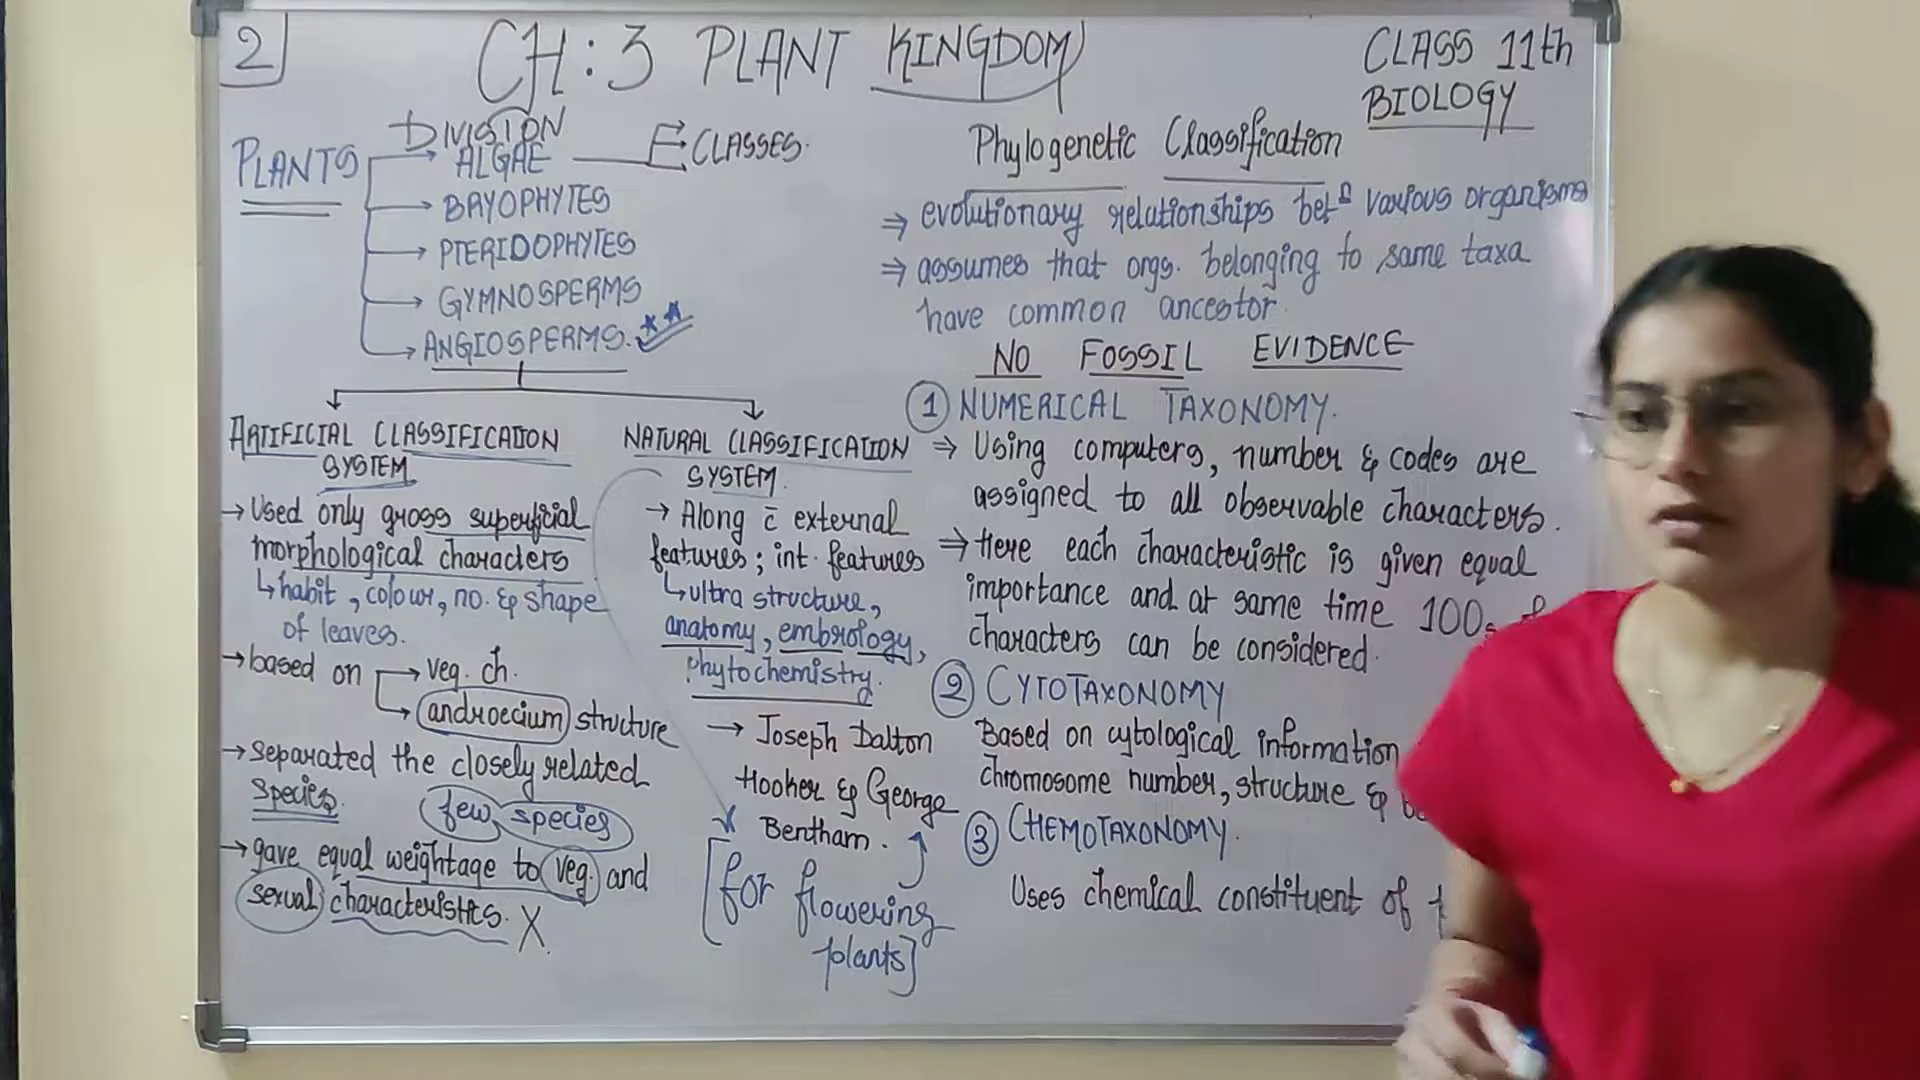 2
CH: 3 PLANT KINGDOM
CLASS 11th
BIOLOGY
DIVISION
PLANTS
ALGAE
CLASSES.
BRYOPHYTES
PTERIDOPHYTES
GYMNOSPERMS
ANGIOSPERMS.
ARTIFICIAL CLASSIFICATION
SYSTEM
→ Used only gross superficial
morphological characters
↳ habit, colour, no. & shape
of leaves.
→ based on → veg. ch.
↳ androecium structure
→ separated the closely related
species.
few species
→ gave equal weightage to veg. and
sexual characteristics. X
NATURAL CLASSIFICATION
SYSTEM.
→ Along c̄ external
features; int. features
↳ ultra structure,
anatomy, embrology,
phytochemistry.
→ Joseph Dalton
Hooker & George
Bentham.
[for flowering
plants]
Phylogenetic Classification
⇒ evolutionary relationships betⁿ various organisms
⇒ assumes that orgs. belonging to same taxa
have common ancestor.
NO FOSSIL EVIDENCE
① NUMERICAL TAXONOMY.
⇒ Using computers, number & codes are
assigned to all observable characters.
⇒ Here each characteristic is given equal
importance and at same time 100s
characters can be considered.
② CYTOTAXONOMY
Based on cytological information
chromosome number, structure &
③ CHEMOTAXONOMY.
Uses chemical constituent of